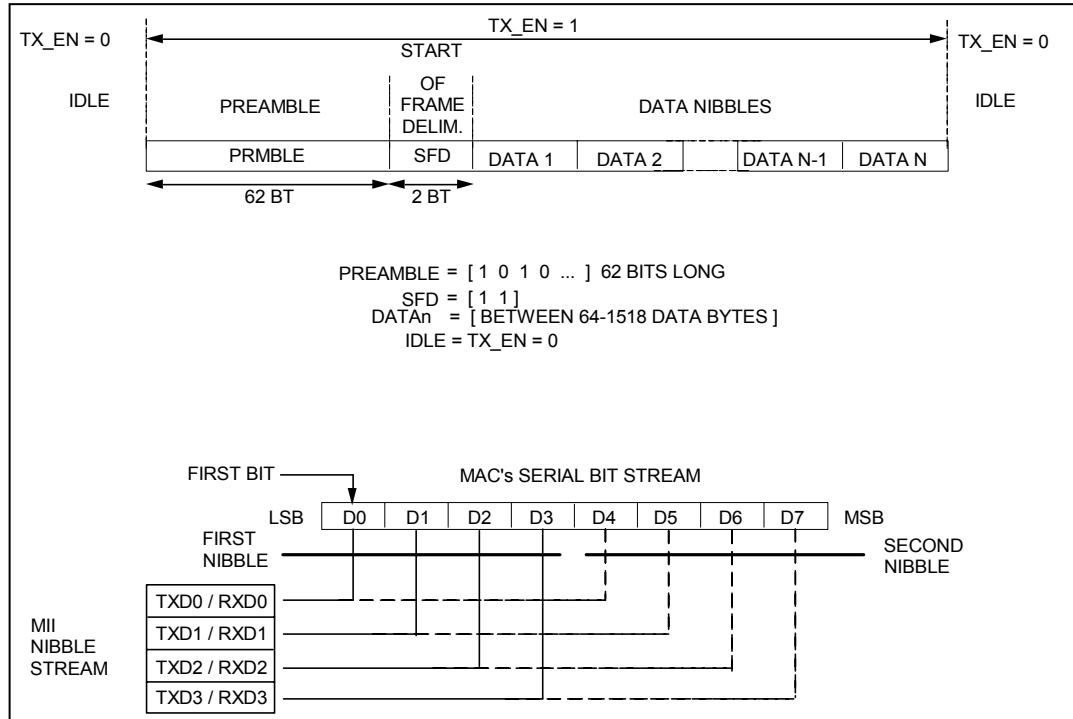 TX_EN = 0
TX_EN = 1
TX_EN = 0
IDLE
PREAMBLE
START
OF
FRAME
DELIM.
DATA NIBBLES
IDLE
PRMBLE
SFD
DATA 1
DATA 2
DATA N-1
DATA N
62 BT
2 BT
PREAMBLE = [ 1 0 1 0 ... ] 62 BITS LONG
SFD = [ 1 1 ]
DATAn = [ BETWEEN 64-1518 DATA BYTES ]
IDLE = TX_EN = 0
FIRST BIT
MAC's SERIAL BIT STREAM
LSB
D0
D1
D2
D3
D4
D5
D6
D7
MSB
FIRST
NIBBLE
SECOND
NIBBLE
MII
NIBBLE
STREAM
TXD0 / RXD0
TXD1 / RXD1
TXD2 / RXD2
TXD3 / RXD3